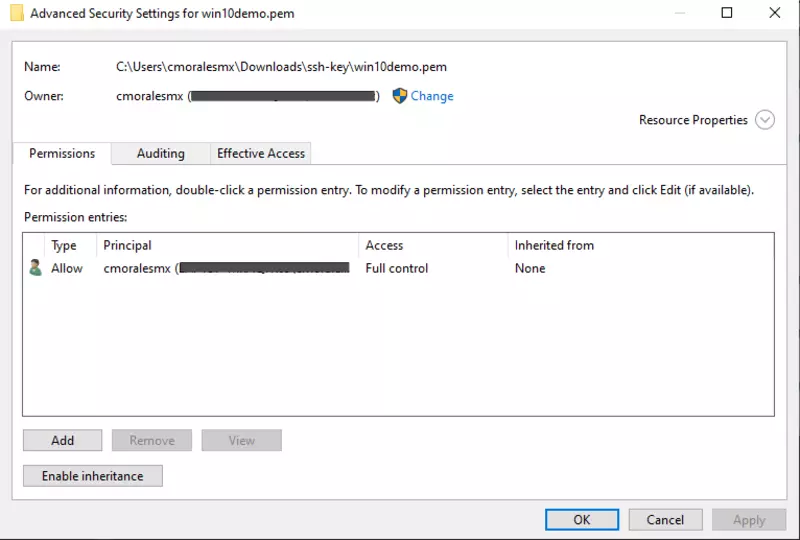 Advanced Security Settings for win10demo.pem
Name: C:\Users\cmoralesmx\Downloads\ssh-key\win10demo.pem
Owner: cmoralesmx ( ) Change
Resource Properties
Permissions Auditing Effective Access
For additional information, double-click a permission entry. To modify a permission entry, select the entry and click Edit (if available).
Permission entries:
Type Principal Access Inherited from
Allow cmoralesmx ( Full control None
Add Remove View
Enable inheritance
OK Cancel Apply